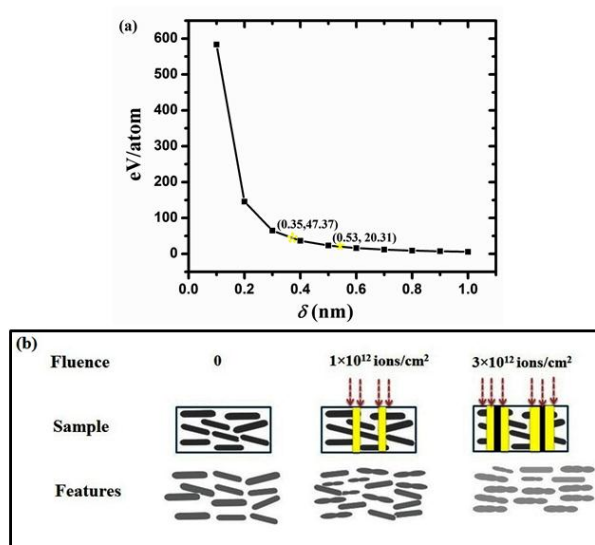 (a)
600
500
400
300
200
100
0
eV/atom
(0.35,47.37)
(0.53, 20.31)
0.0 0.2 0.4 0.6 0.8 1.0
δ (nm)
(b)
Fluence 0 1×10¹² ions/cm² 3×10¹² ions/cm²
Sample
Features